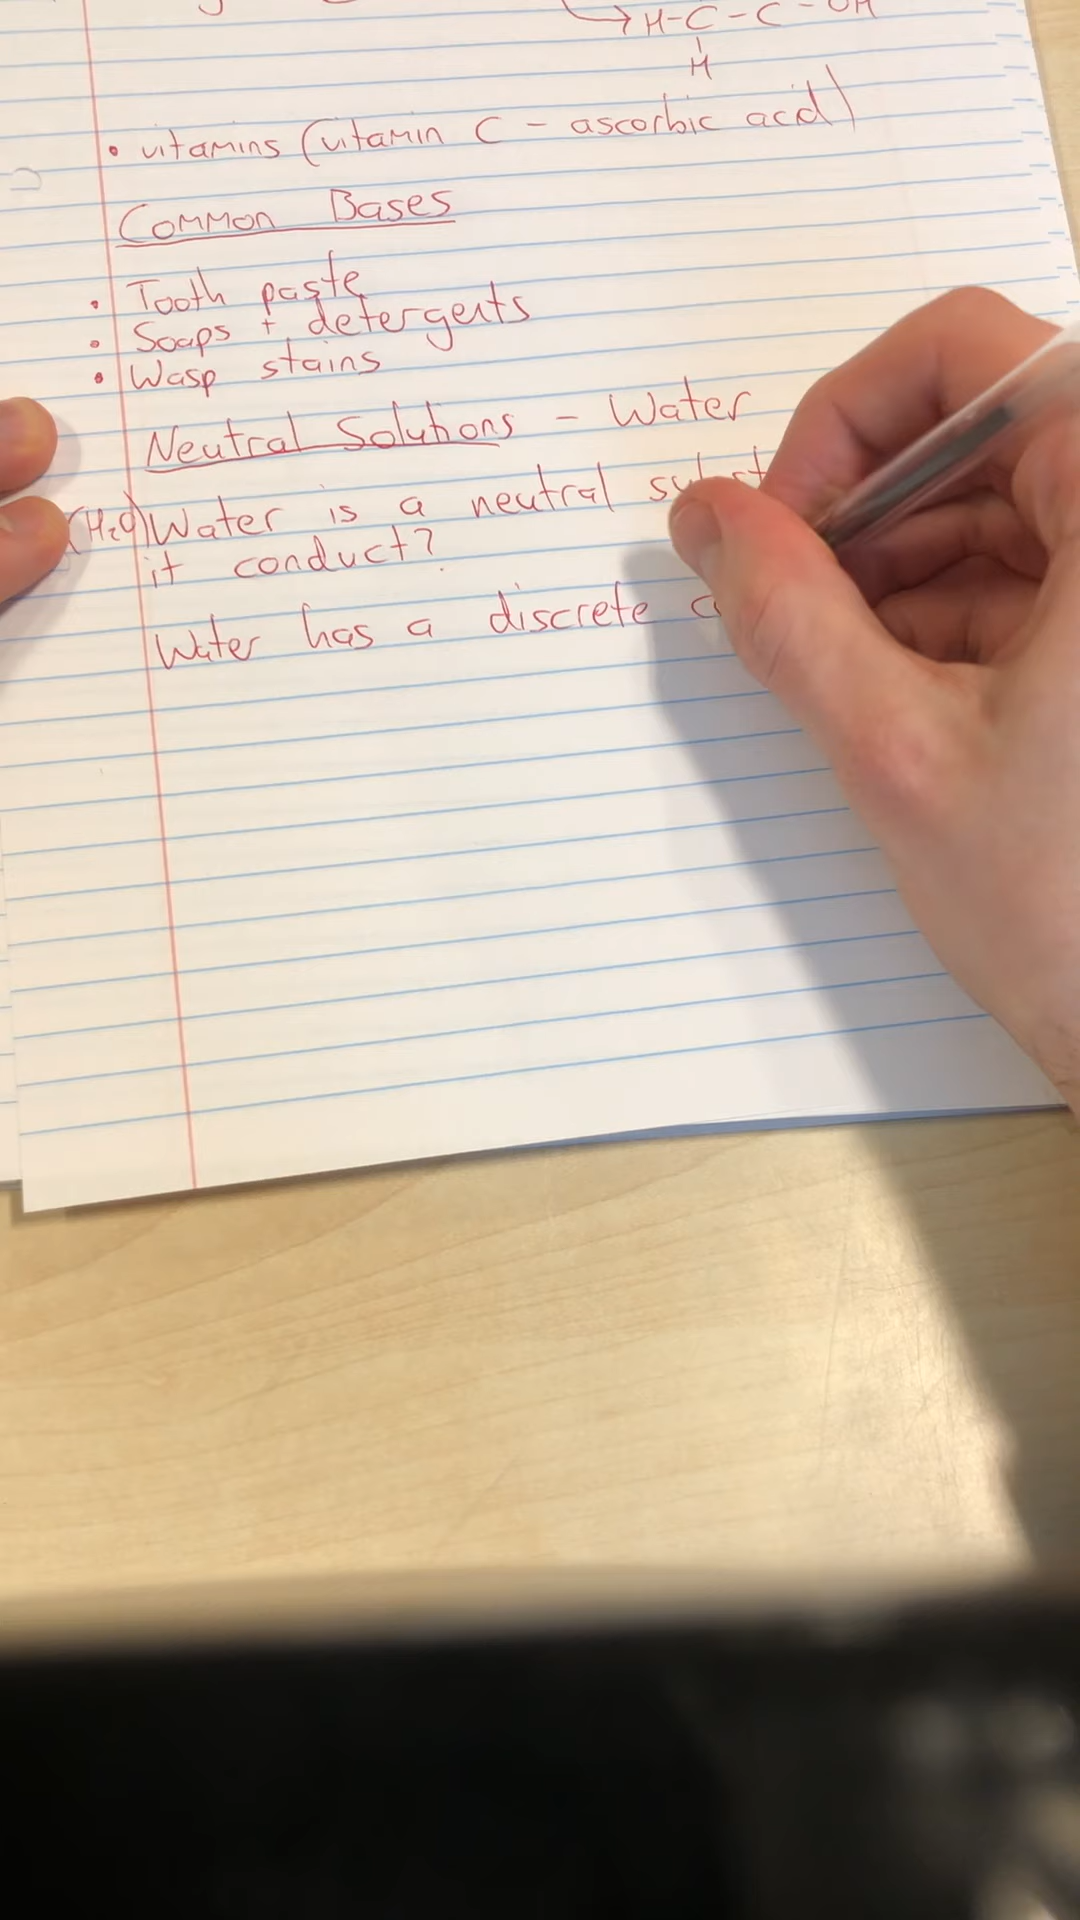 H-C-C-OH
H
• vitamins (vitamin C - ascorbic acid)
Common Bases
• Tooth paste
• Soaps + detergents
• Wasp stains
Neutral Solutions - Water
(H₂O) Water is a neutral
it conduct?
Water has a discrete